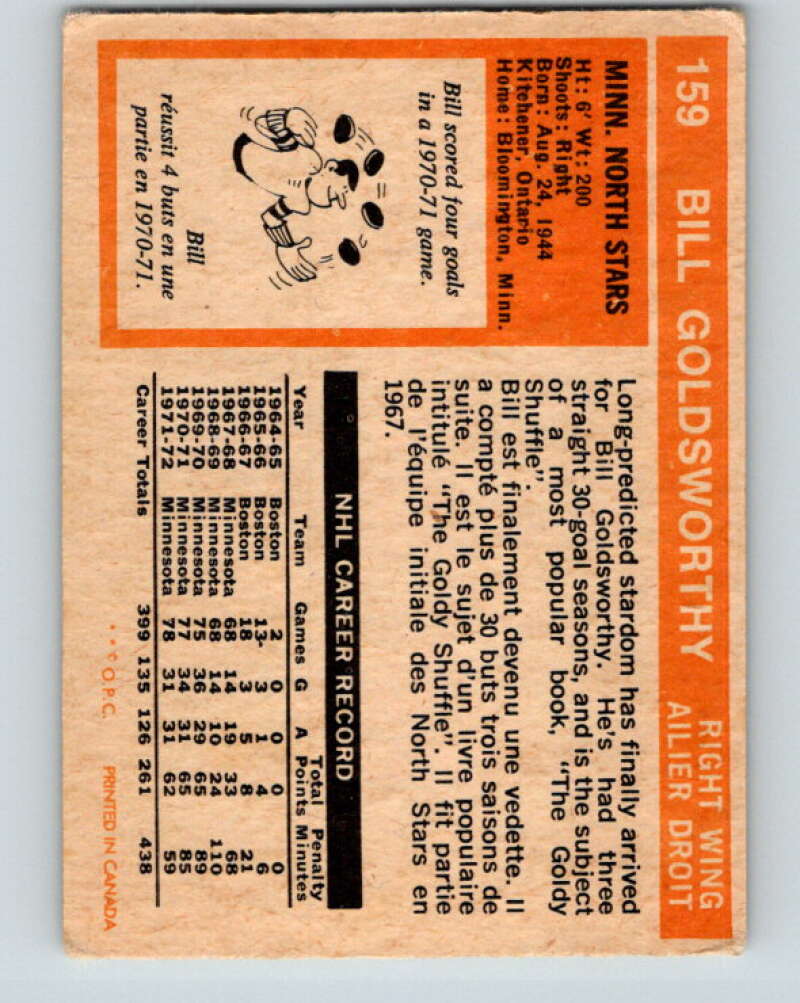 159 BILL GOLDSWORTHY RIGHT WING
AILIER DROIT
MINN. NORTH STARS
Ht: 6' Wt: 200
Shoots: Right
Born: Aug. 24, 1944
Kitchener, Ontario
Home: Bloomington, Minn.
Bill scored four goals
in a 1970-71 game.
Bill
réussit 4 buts en une
partie en 1970-71.
Long-predicted stardom has finally arrived
for Bill Goldsworthy. He's had three
straight 30-goal seasons, and is the subject
of a most popular book, "The Goldy
Shuffle".
Bill est finalement devenu une vedette. Il
a compté plus de 30 buts trois saisons de
suite. Il est le sujet d'un livre populaire
intitulé "The Goldy Shuffle". Il fit partie
de l'équipe initiale des North Stars en
1967.
NHL CAREER RECORD
Total Penalty
Year Team Games G A Points Minutes
1964-65 Boston 2 0 0 0 0
1965-66 Boston 13 3 1 4 6
1966-67 Boston 18 3 5 8 21
1967-68 Minnesota 68 14 19 33 68
1968-69 Minnesota 68 14 10 24 110
1969-70 Minnesota 75 36 29 65 89
1970-71 Minnesota 77 34 31 65 85
1971-72 Minnesota 78 31 31 62 59
Career Totals 399 135 126 261 438
** © O.P.C. PRINTED IN CANADA